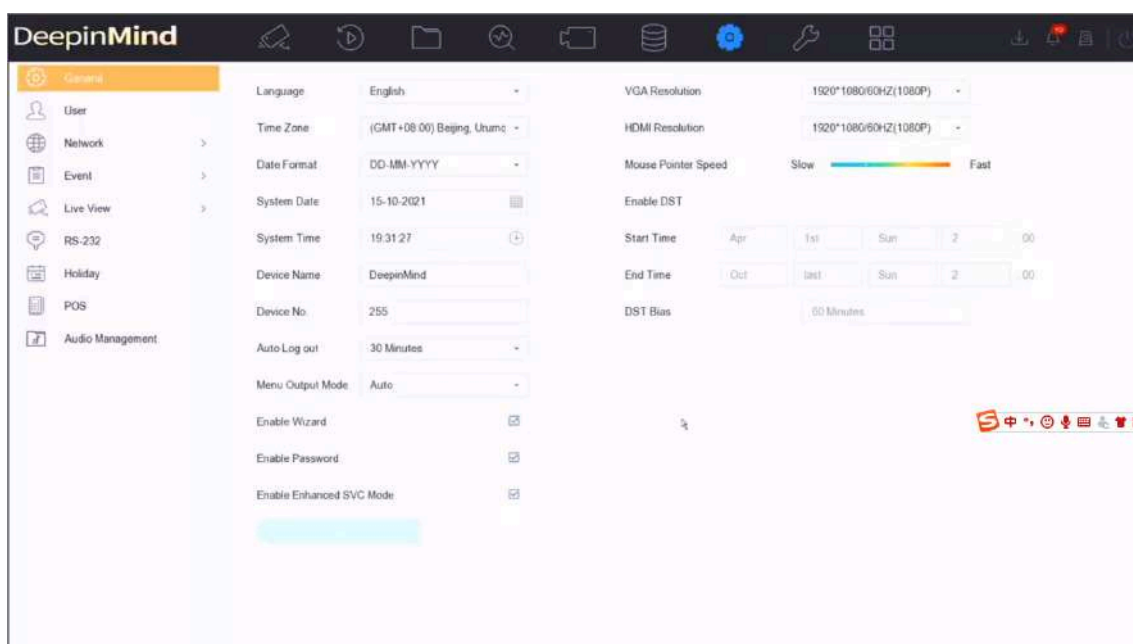 DeepinMind
General
User
Network
Event
Live View
RS-232
Holiday
POS
Audio Management
Language English
Time Zone (GMT+08:00) Beijing, Urumq
Date Format DD-MM-YYYY
System Date 15-10-2021
System Time 19:31:27
Device Name DeepinMind
Device No. 255
Auto Log out 30 Minutes
Menu Output Mode Auto
Enable Wizard
Enable Password
Enable Enhanced SVC Mode
VGA Resolution 1920*1080/60HZ(1080P)
HDMI Resolution 1920*1080/60HZ(1080P)
Mouse Pointer Speed Slow Fast
Enable DST
Start Time Apr 1st Sun 2 :00
End Time Oct last Sun 2 :00
DST Bias 60 Minutes
S中